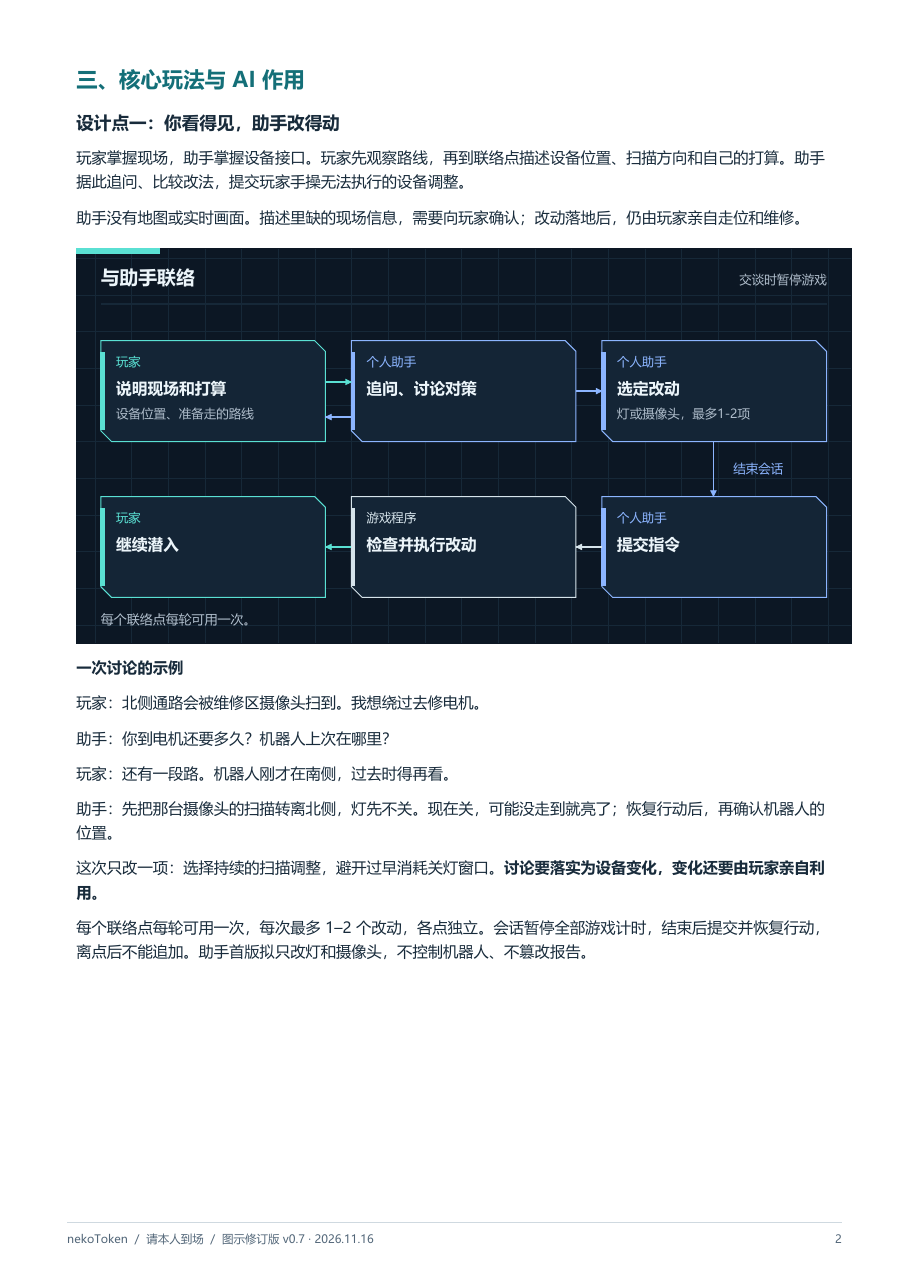 三、核心玩法与 AI 作用
设计点一：你看得见，助手改得动
玩家掌握现场，助手掌握设备接口。玩家先观察路线，再到联络点描述设备位置、扫描方向和自己的打算。助手
据此追问、比较改法，提交玩家手操无法执行的设备调整。
助手没有地图或实时画面。描述里缺的现场信息，需要向玩家确认；改动落地后，仍由玩家亲自走位和维修。
与助手联络
交谈时暂停游戏
玩家
说明现场和打算
设备位置、准备走的路线
个人助手
追问、讨论对策
个人助手
选定改动
灯或摄像头，最多1-2项
结束会话
玩家
继续潜入
游戏程序
检查并执行改动
个人助手
提交指令
每个联络点每轮可用一次。
一次讨论的示例
玩家：北侧通路会被维修区摄像头扫到。我想绕过去修电机。
助手：你到电机还要多久？机器人上次在哪里？
玩家：还有一段路。机器人刚才在南侧，过去时得再看。
助手：先把那台摄像头的扫描转离北侧，灯先不关。现在关，可能没走到就亮了；恢复行动后，再确认机器人的
位置。
这次只改一项：选择持续的扫描调整，避开过早消耗关灯窗口。讨论要落实为设备变化，变化还要由玩家亲自利
用。
每个联络点每轮可用一次，每次最多 1–2 个改动，各点独立。会话暂停全部游戏计时，结束后提交并恢复行动，
离点后不能追加。助手首版拟只改灯和摄像头，不控制机器人、不篡改报告。
nekoToken / 请本人到场 / 图示修订版 v0.7 · 2026.11.16
2